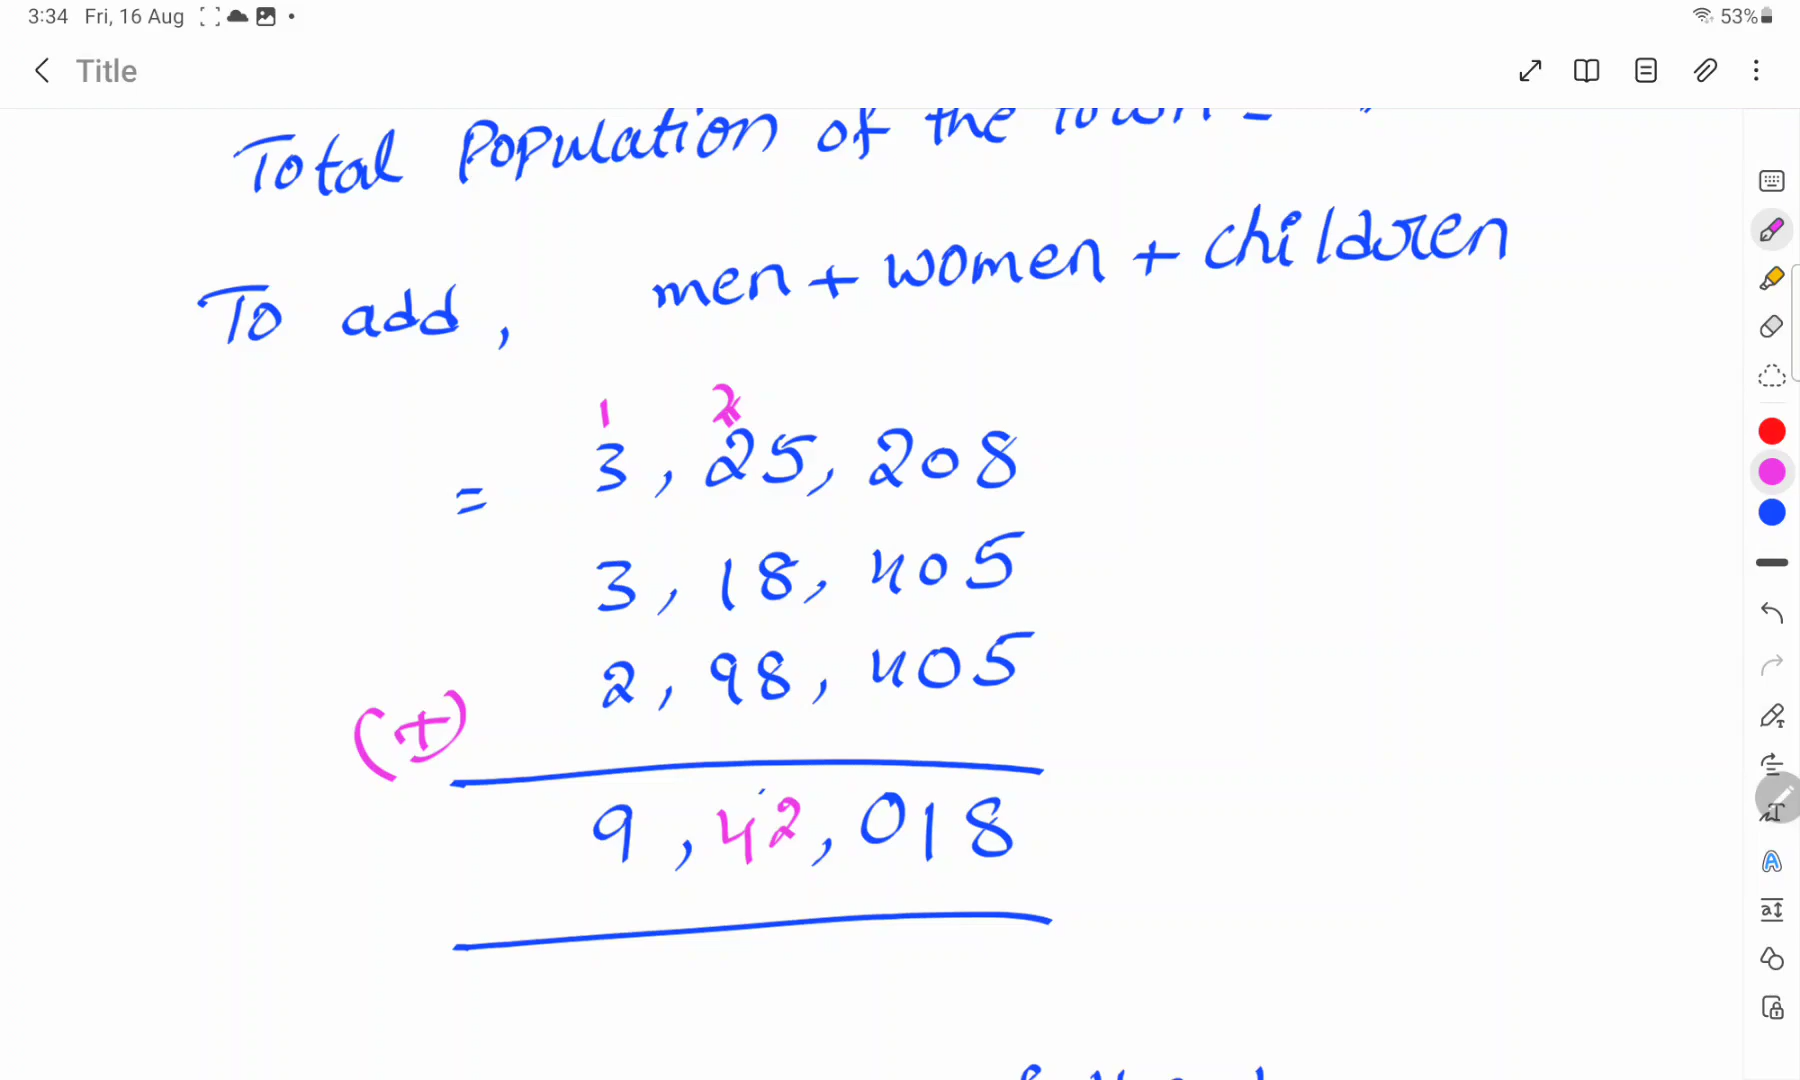 3:34 Fri, 16 Aug 53%
Title
Total Population of the town =
To add, men + women + children
1 2
= 3, 25, 208
3, 18, 405
2, 98, 405
(+)
9, 42, 018